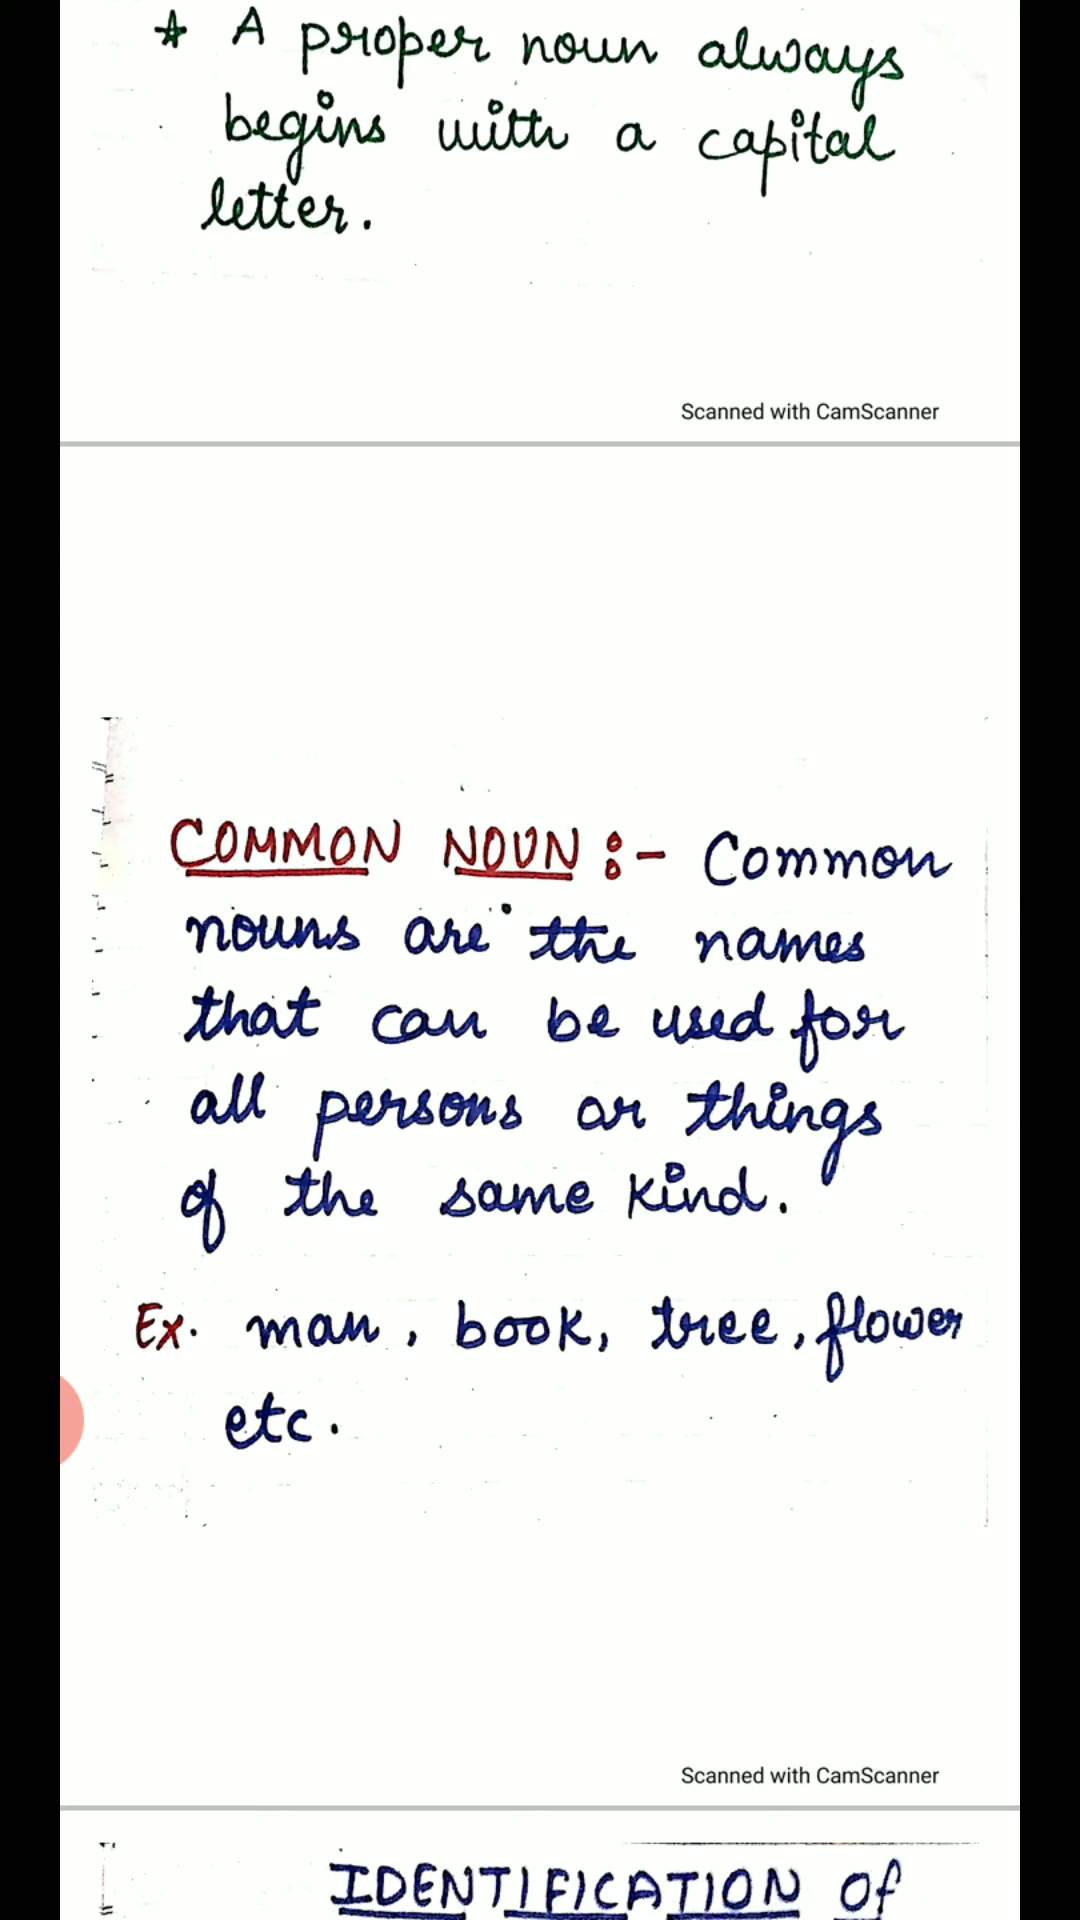 * A proper noun always
begins with a capital
letter.
Scanned with CamScanner
COMMON NOUN :- Common
nouns are the names
that can be used for
all persons or things
of the same kind.
Ex. man, book, tree, flower
etc.
Scanned with CamScanner
IDENTIFICATION of